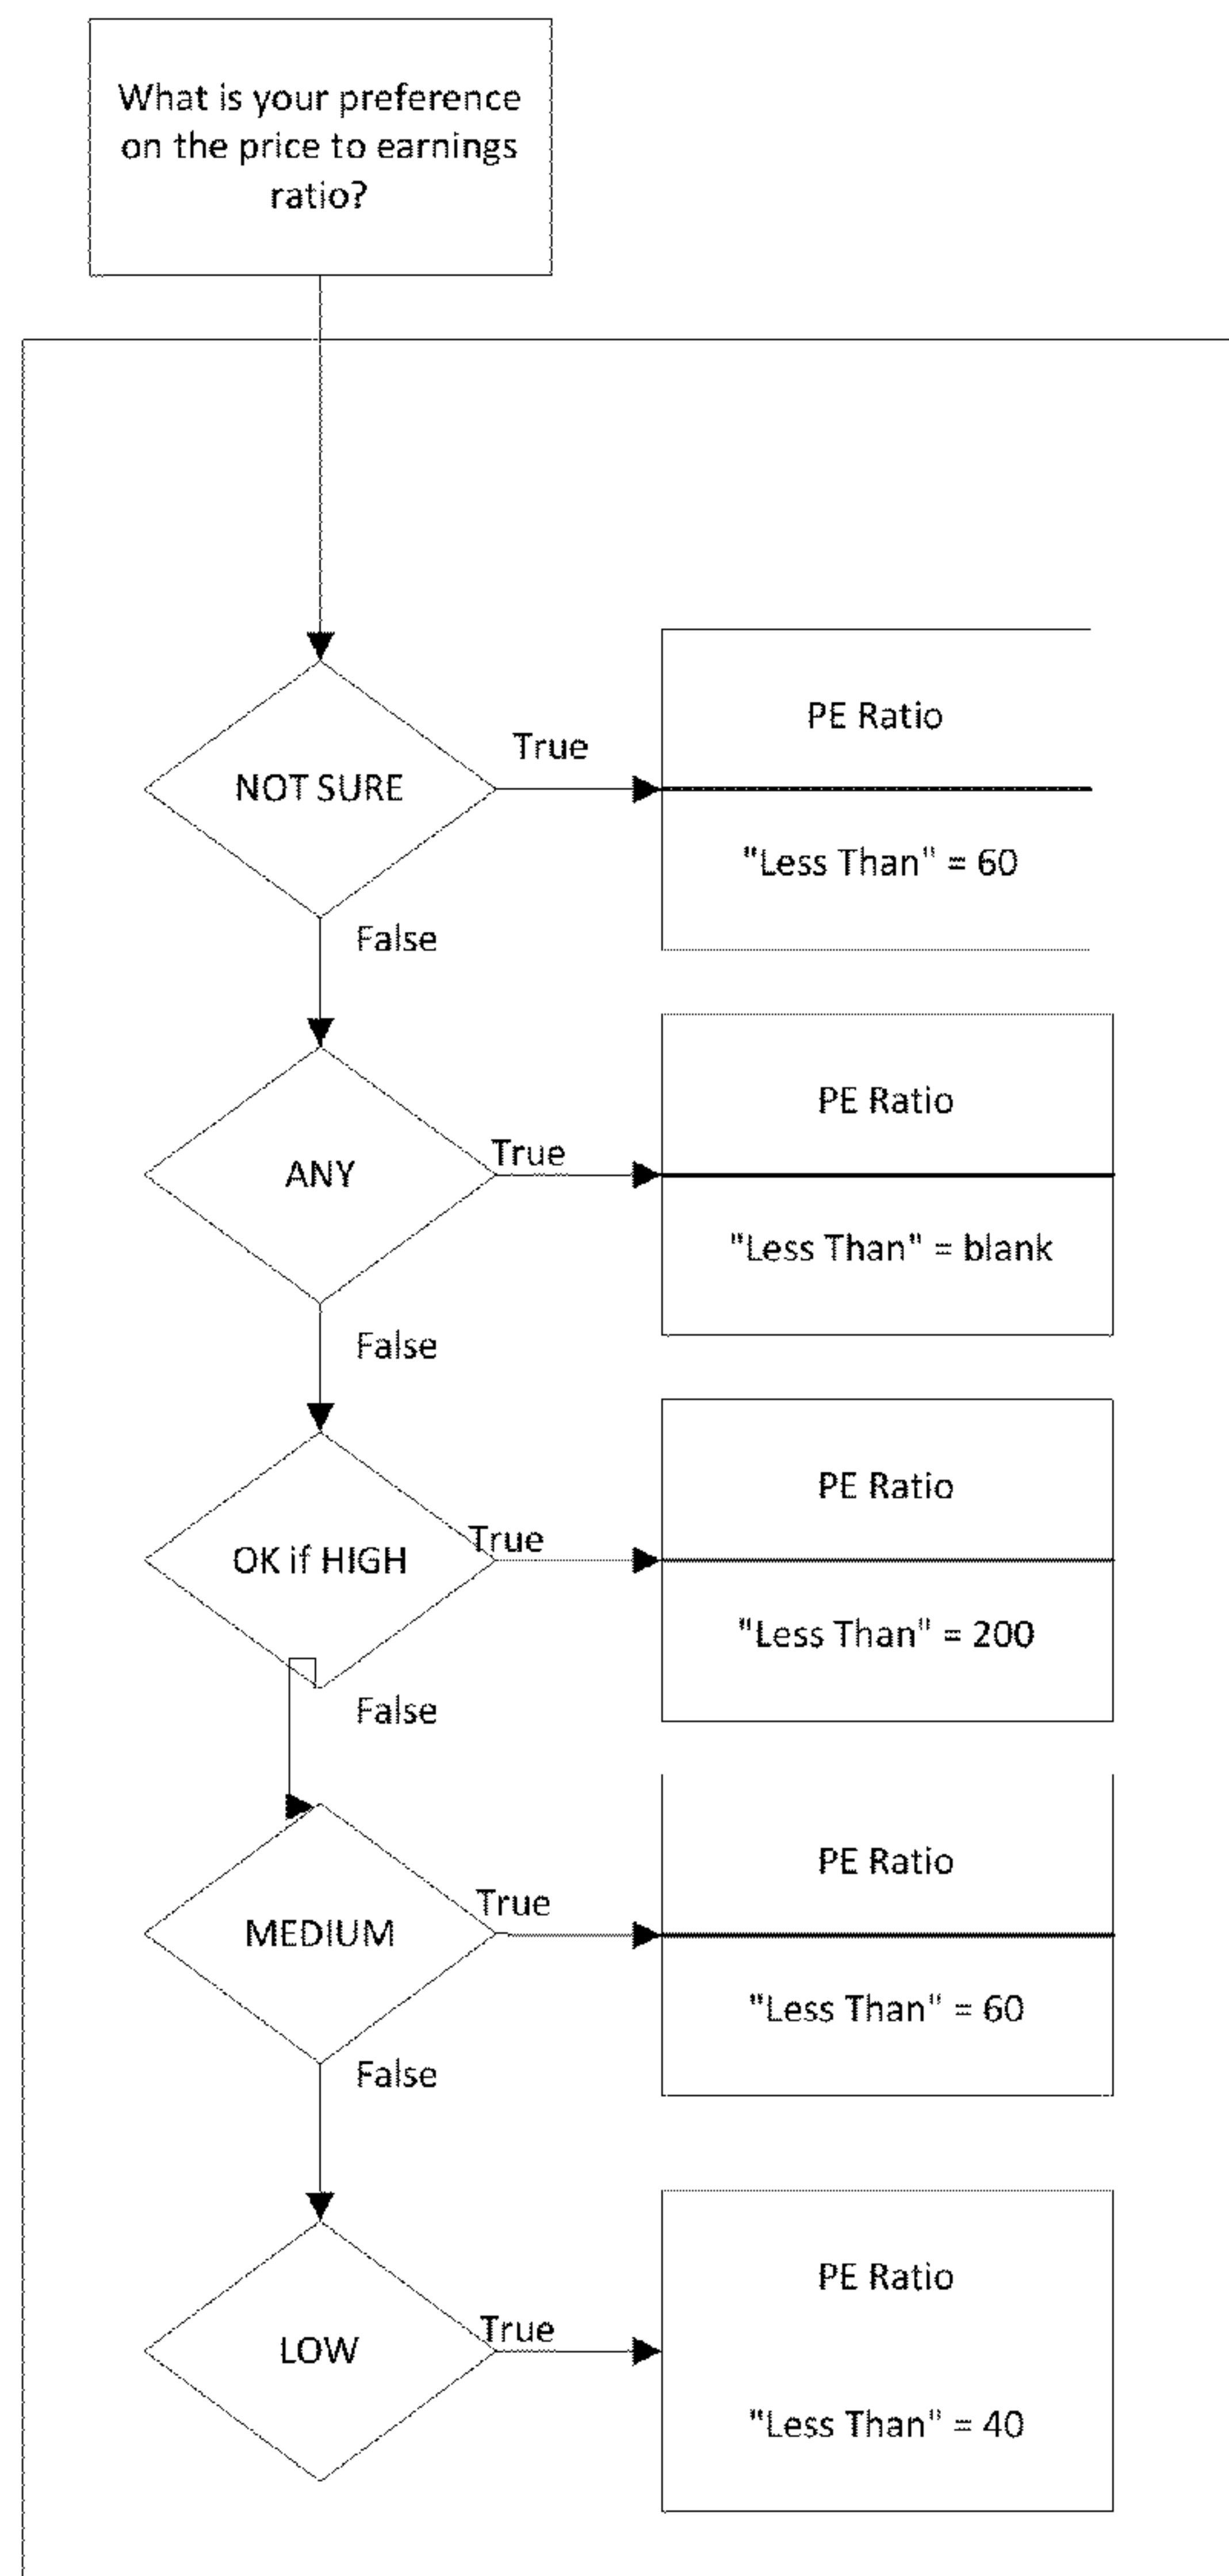 What is your preference
on the price to earnings
ratio?
True
PE Ratio
NOT SURE
"Less Than" = 60
False
PE Ratio
True
ANY
"Less Than" = blank
False
PE Ratio
True
OK if HIGH
"Less Than" = 200
False
PE Ratio
True
MEDIUM
"Less Than" = 60
False
PE Ratio
True
LOW
"Less Than" = 40